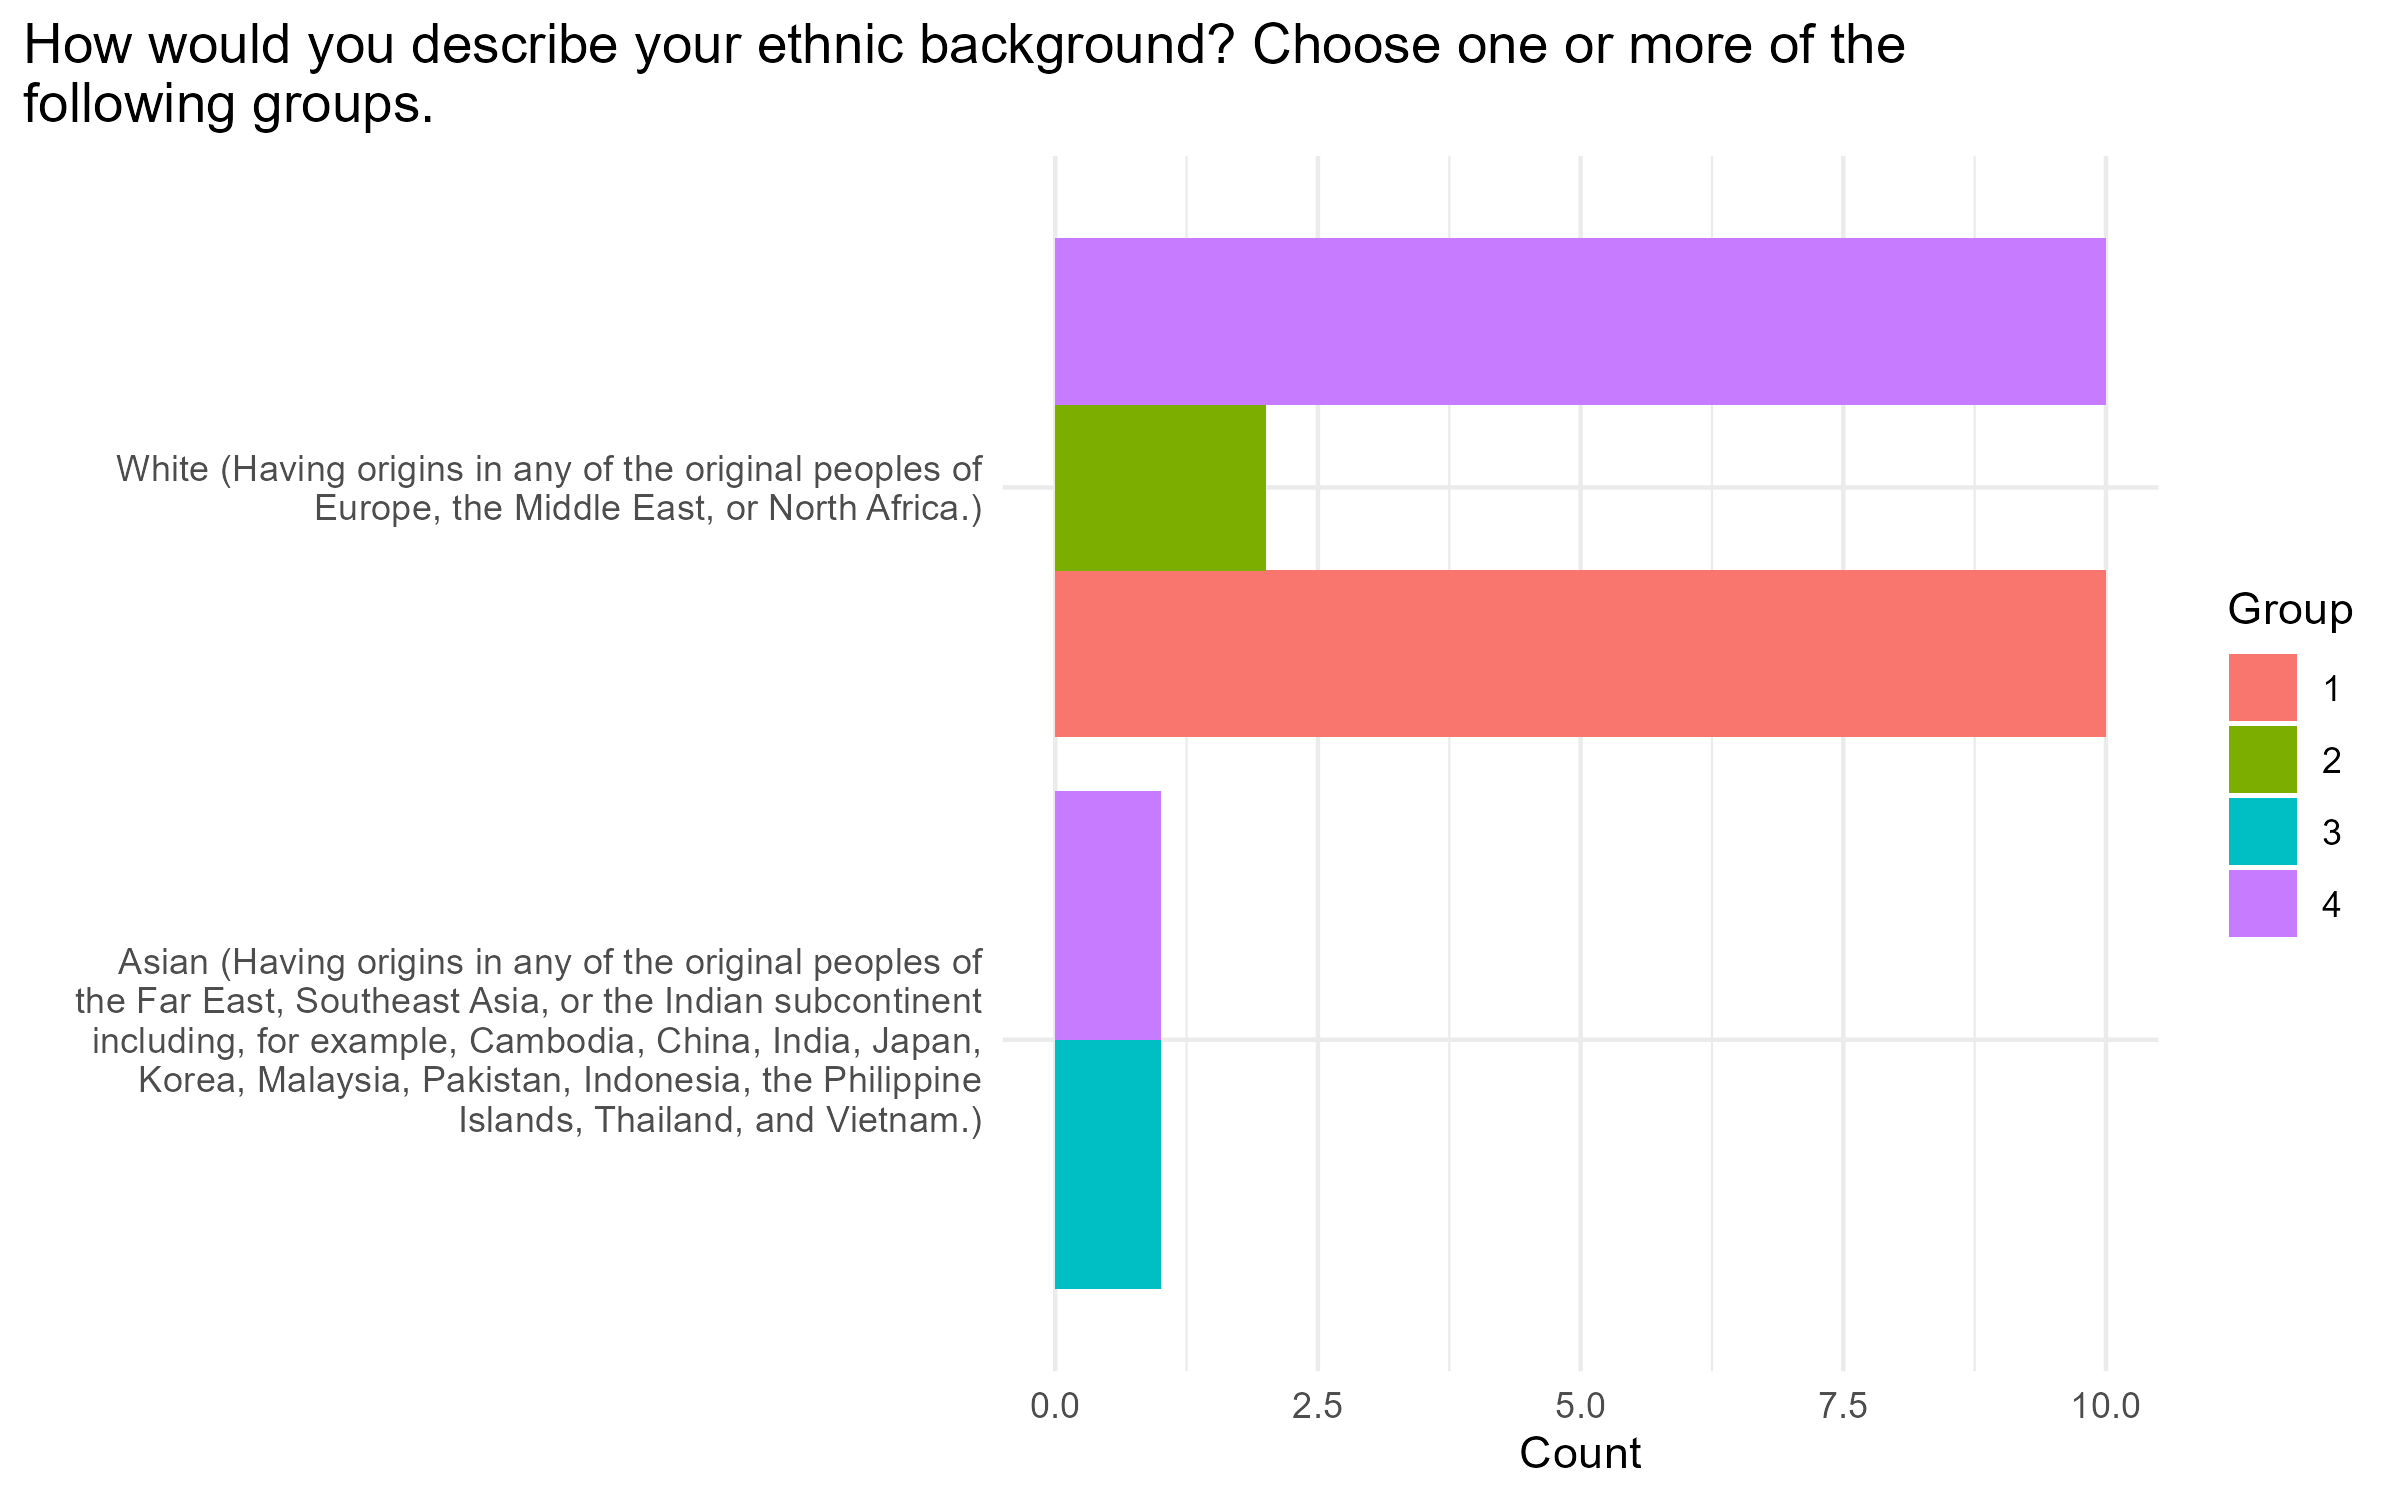 How would you describe your ethnic background? Choose one or more of the
following groups.
White (Having origins in any of the original peoples of
Europe, the Middle East, or North Africa.)
Asian (Having origins in any of the original peoples of
the Far East, Southeast Asia, or the Indian subcontinent
including, for example, Cambodia, China, India, Japan,
Korea, Malaysia, Pakistan, Indonesia, the Philippine
Islands, Thailand, and Vietnam.)
0.0 2.5 5.0 7.5 10.0
Count
Group
1
2
3
4